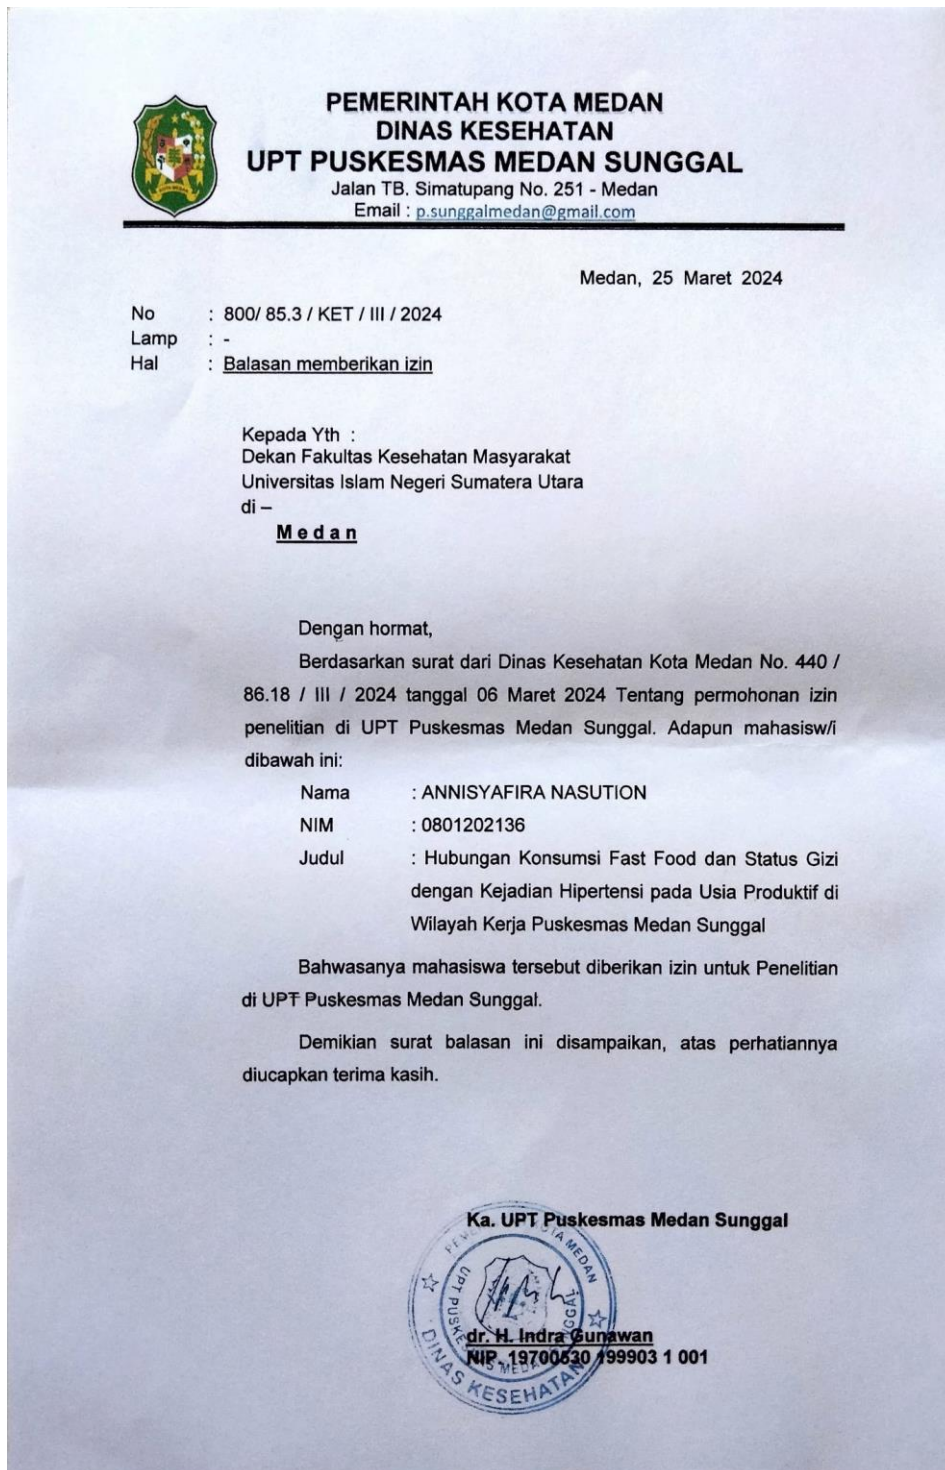 PEMERINTAH KOTA MEDAN
DINAS KESEHATAN
UPT PUSKESMAS MEDAN SUNGGAL
Jalan TB. Simatupang No. 251 - Medan
Email : p.sunggalmedan@gmail.com
Medan, 25 Maret 2024
No : 800/ 85.3 / KET / III / 2024
Lamp : -
Hal : Balasan memberikan izin
Kepada Yth :
Dekan Fakultas Kesehatan Masyarakat
Universitas Islam Negeri Sumatera Utara
di –
M e d a n
Dengan hormat,
Berdasarkan surat dari Dinas Kesehatan Kota Medan No. 440 /
86.18 / III / 2024 tanggal 06 Maret 2024 Tentang permohonan izin
penelitian di UPT Puskesmas Medan Sunggal. Adapun mahasisw/i
dibawah ini:
Nama : ANNISYAFIRA NASUTION
NIM : 0801202136
Judul : Hubungan Konsumsi Fast Food dan Status Gizi
dengan Kejadian Hipertensi pada Usia Produktif di
Wilayah Kerja Puskesmas Medan Sunggal
Bahwasanya mahasiswa tersebut diberikan izin untuk Penelitian
di UPT Puskesmas Medan Sunggal.
Demikian surat balasan ini disampaikan, atas perhatiannya
diucapkan terima kasih.
Ka. UPT Puskesmas Medan Sunggal
KOTA MEDAN
UPT PUSKESMAS MEDAN SUNGGAL
DINAS KESEHATAN
dr. H. Indra Gunawan
NIP. 19700530 199903 1 001